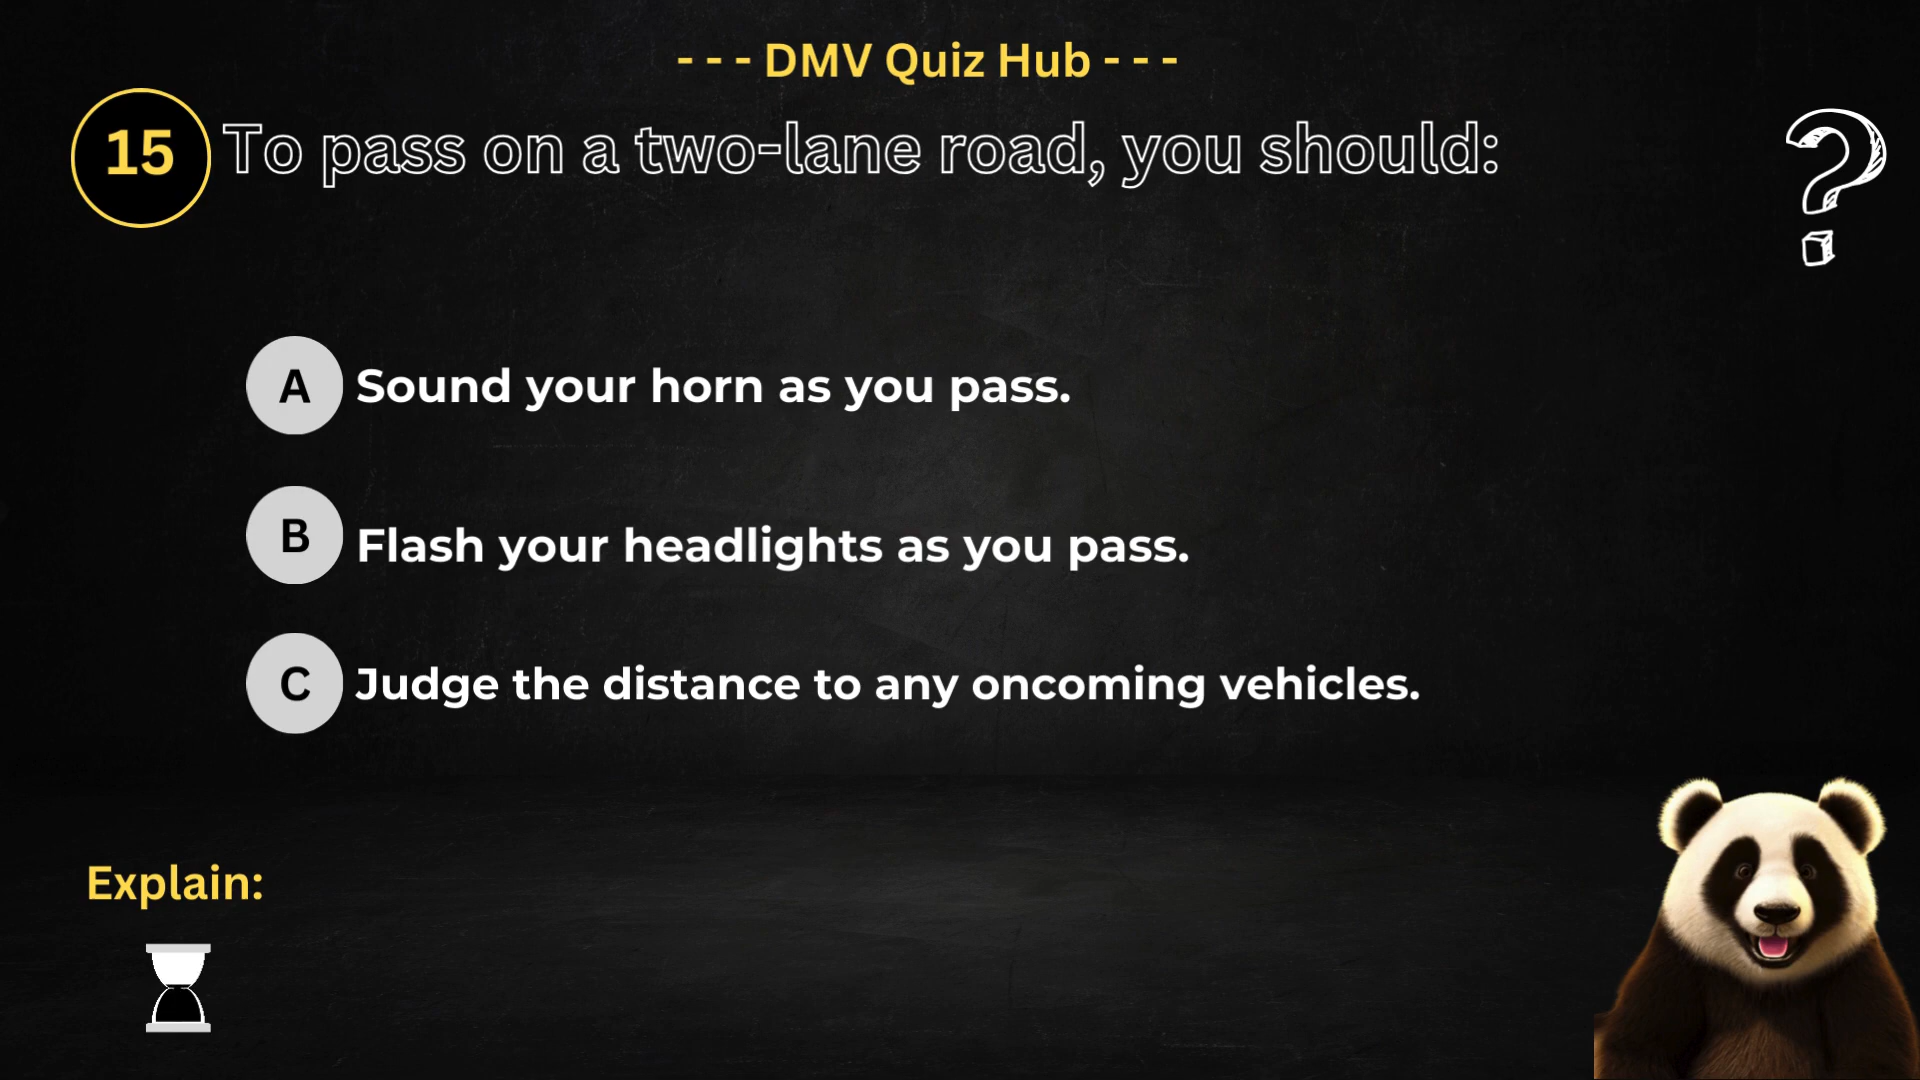 - - - DMV Quiz Hub - - -
15 To pass on a two-lane road, you should:
?
A Sound your horn as you pass.
B Flash your headlights as you pass.
C Judge the distance to any oncoming vehicles.
Explain: